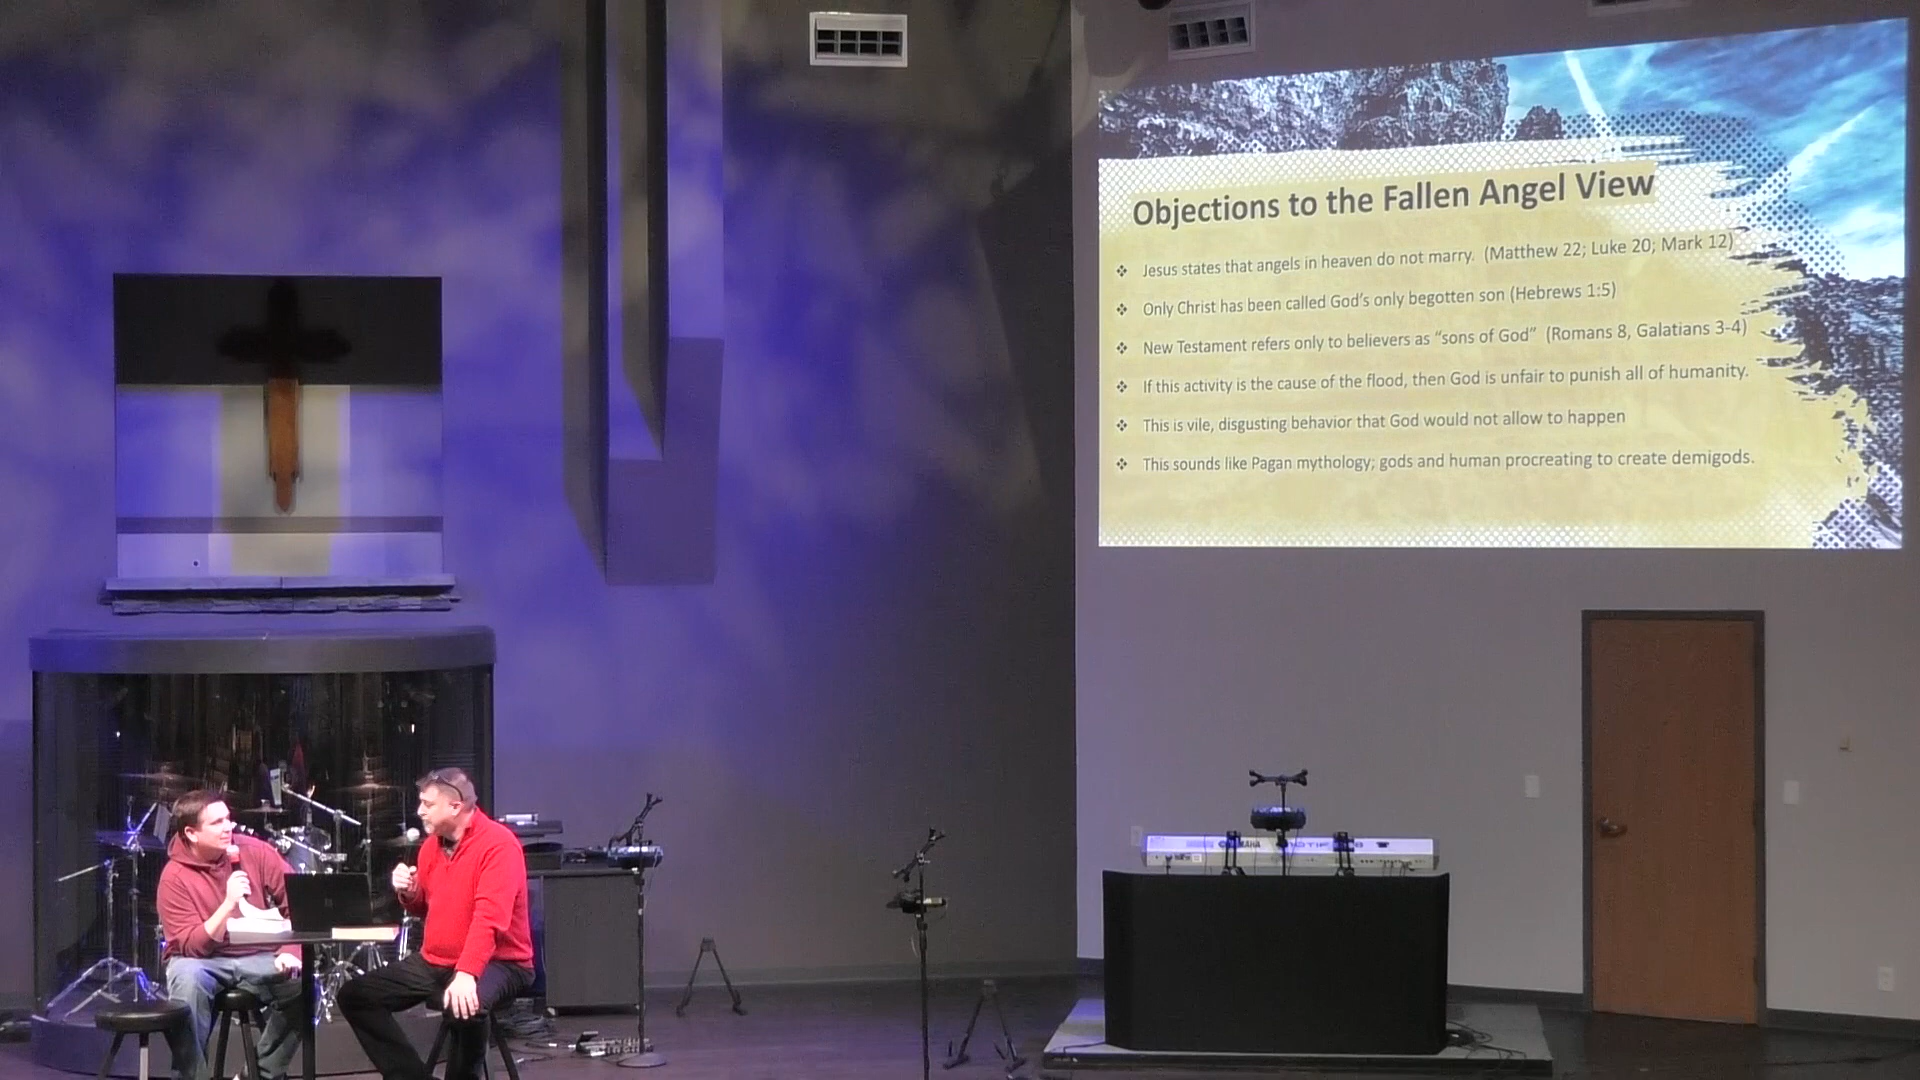 Objections to the Fallen Angel View
❖ Jesus states that angels in heaven do not marry. (Matthew 22; Luke 20; Mark 12)
❖ Only Christ has been called God's only begotten son (Hebrews 1:5)
❖ New Testament refers only to believers as "sons of God" (Romans 8, Galatians 3-4)
❖ If this activity is the cause of the flood, then God is unfair to punish all of humanity.
❖ This is vile, disgusting behavior that God would not allow to happen
❖ This sounds like Pagan mythology; gods and human procreating to create demigods.
YAMAHA